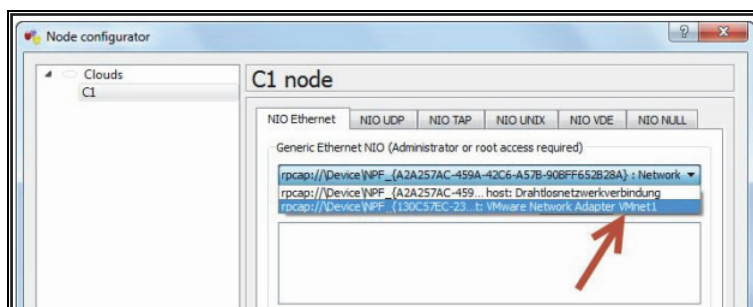 Node configurator
Clouds
C1
C1 node
NIO Ethernet NIO UDP NIO TAP NIO UNIX NIO VDE NIO NULL
Generic Ethernet NIO (Administrator or root access required)
rpcap://\Device\NPF_{A2A257AC-459A-42C6-A57B-90BFF652B28A} : Network
rpcap://\Device\NPF_{A2A257AC-459... host: Drahtlosnetzwerkverbindung
rpcap://\Device\NPF_{130C57EC-23...t: VMware Network Adapter VMnet1